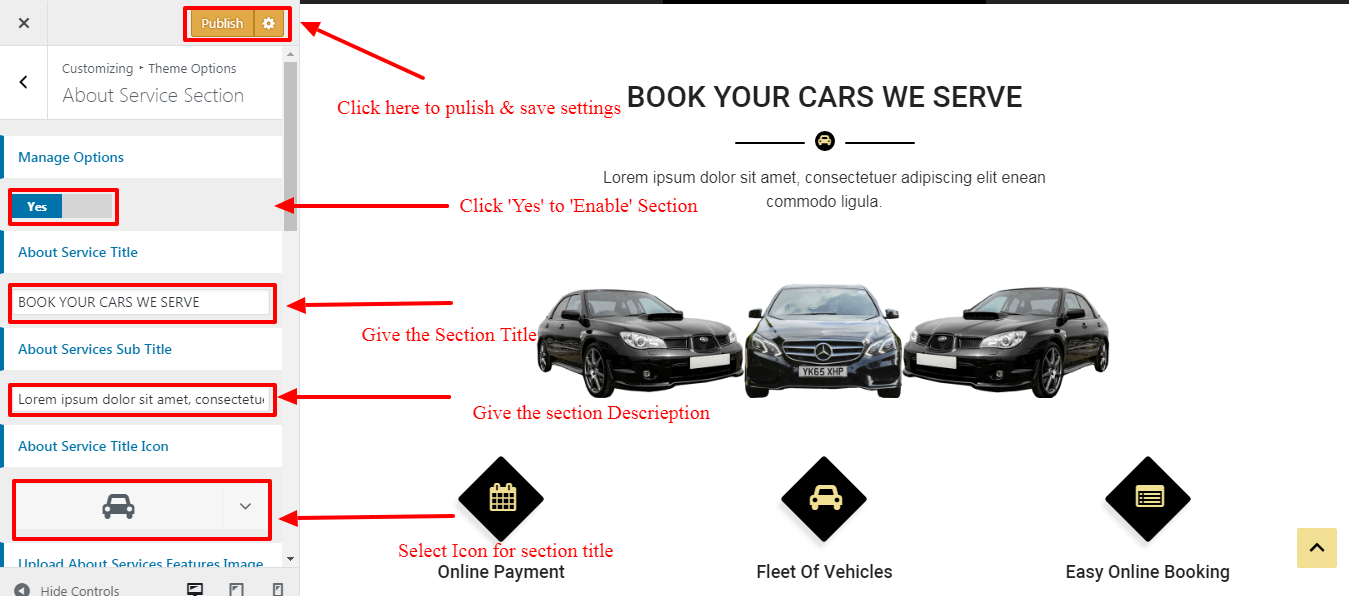 Publish
Customizing ▸ Theme Options
About Service Section
Manage Options
Yes
About Service Title
BOOK YOUR CARS WE SERVE
About Services Sub Title
Lorem ipsum dolor sit amet, consectetu
About Service Title Icon
Upload About Services Features Image
Hide Controls
Click here to pulish & save settings
Click 'Yes' to 'Enable' Section
Give the Section Title
Give the section Descrieption
Select Icon for section title
BOOK YOUR CARS WE SERVE
Lorem ipsum dolor sit amet, consectetuer adipiscing elit enean
commodo ligula.
YK65 XHP
Online Payment
Fleet Of Vehicles
Easy Online Booking